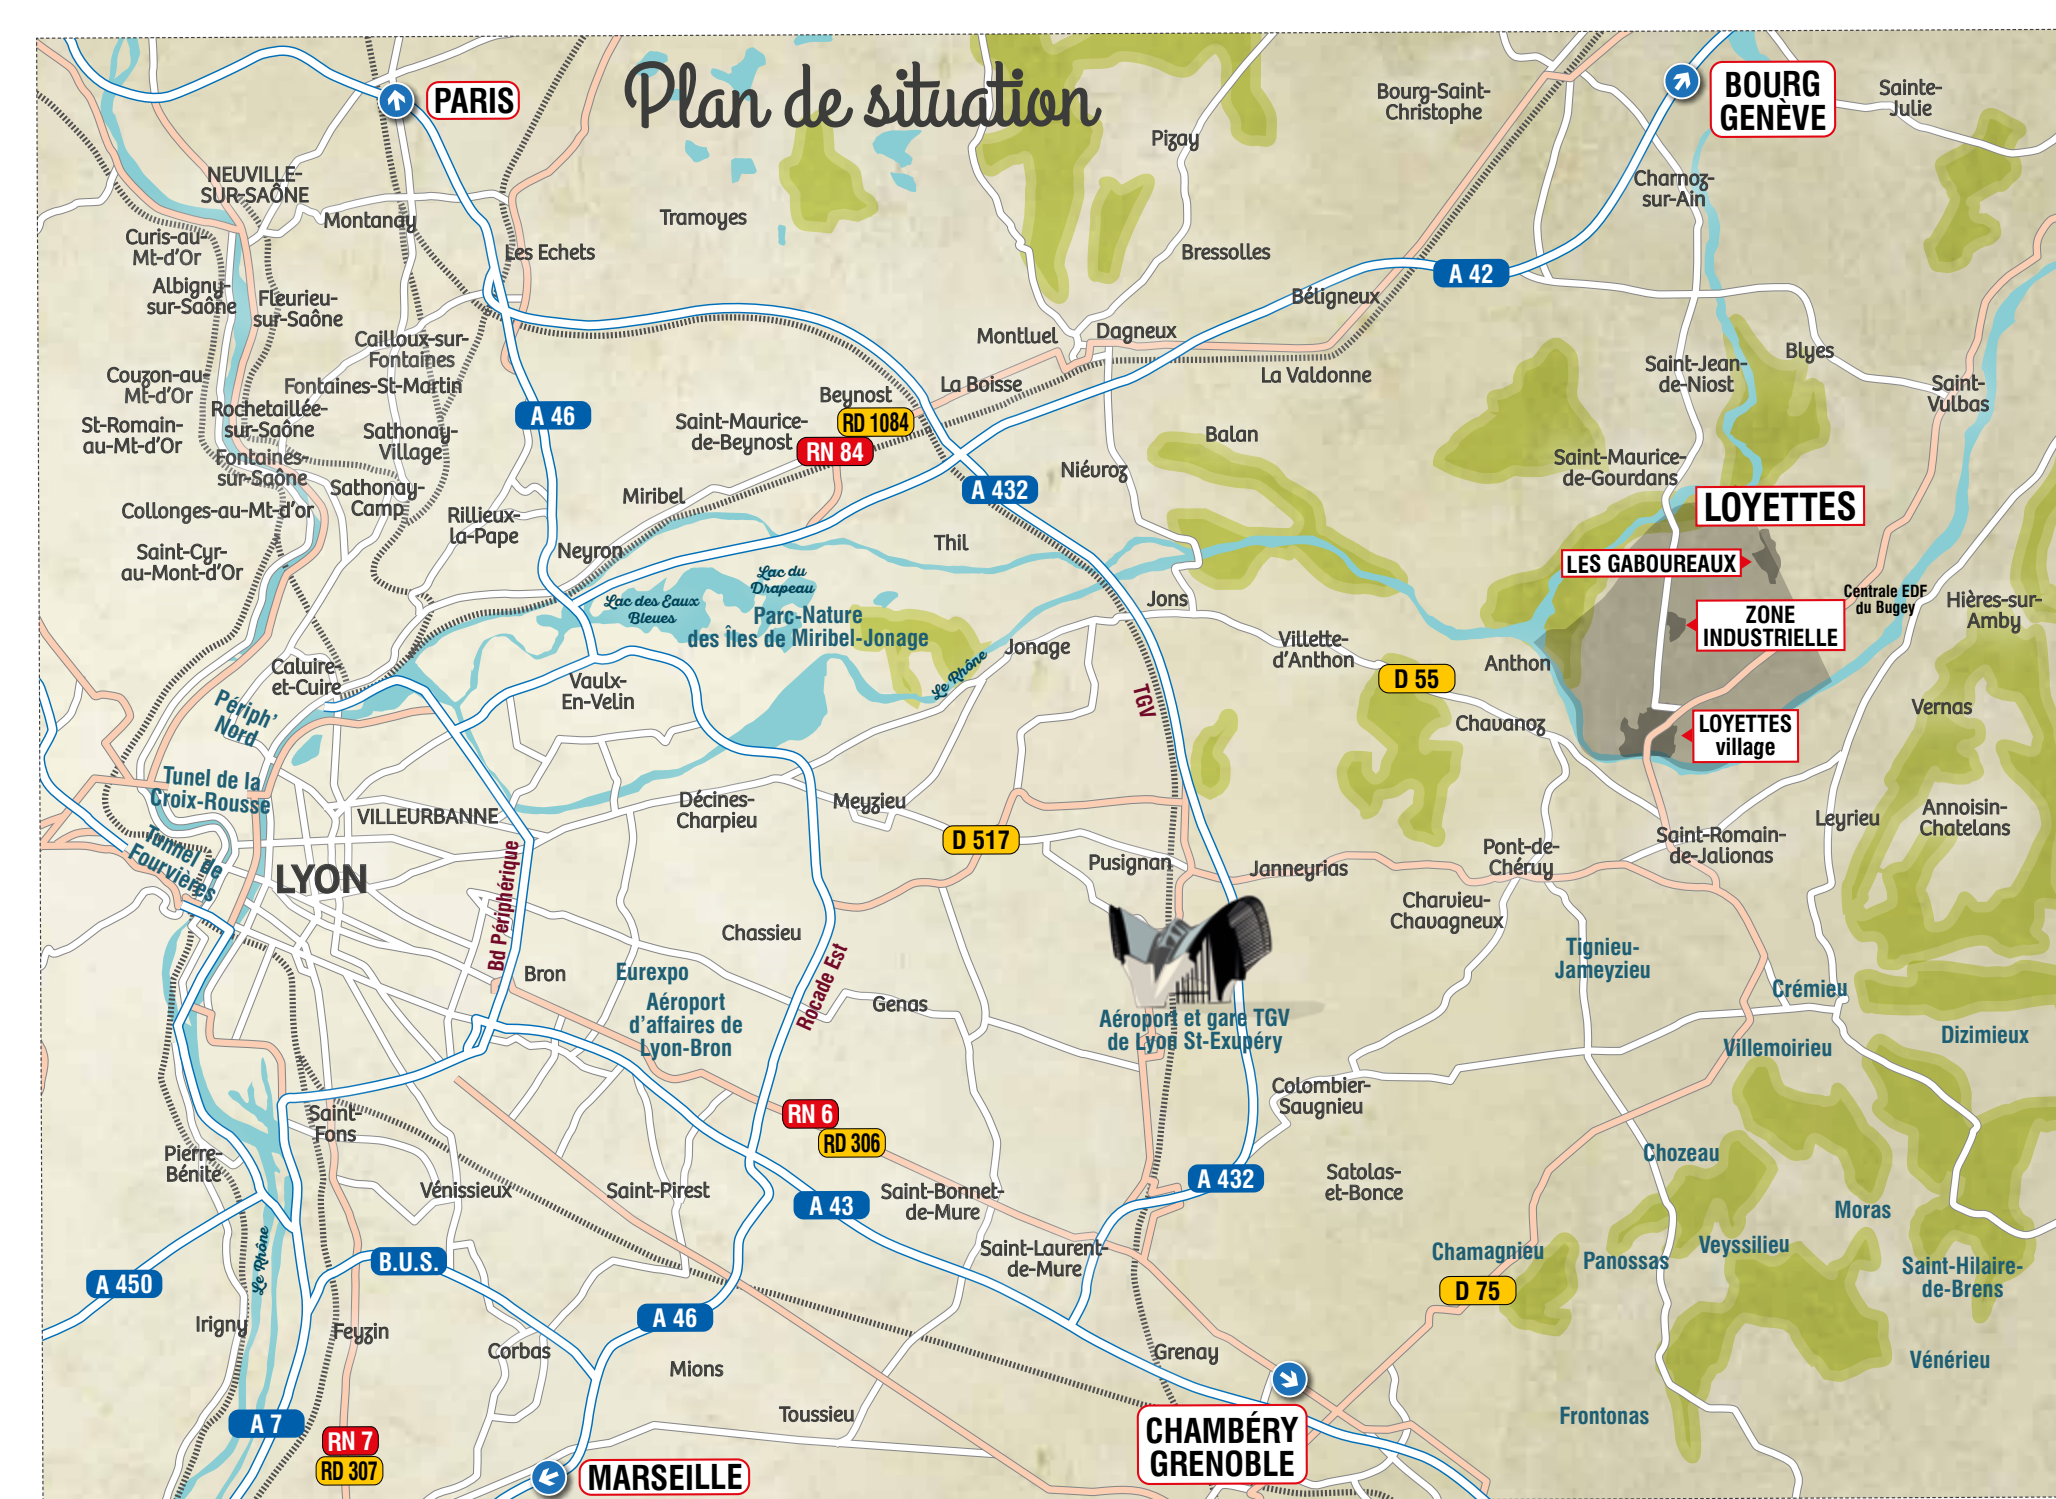 Plan de situation
PARIS
BOURG
GENÈVE
Sainte-
Julie
Bourg-Saint-
Christophe
Pizay
NEUVILLE-
SUR-SAÔNE
Montanay
Tramoyes
Charnoz-
sur-Ain
Curis-au-
Mt-d'Or
Les Echets
Bressolles
A 42
Albigny-
sur-Saône
Fleurieu-
sur-Saône
Béligneux
Cailloux-sur-
Fontaines
Montluel
Dagneux
Saint-Jean-
de-Niost
Blyes
Couzon-au-
Mt-d'Or
Fontaines-St-Martin
La Boisse
La Valdonne
Saint-
Vulbas
Beynost
RD 1084
Rochetaillée-
sur-Saône
A 46
St-Romain-
au-Mt-d'Or
Sathonay-
Village
Saint-Maurice-
de-Beynost
RN 84
Balan
Fontaines-
sur-Saône
Niévroz
Saint-Maurice-
de-Gourdans
Sathonay-
Camp
Miribel
A 432
LOYETTES
Collonges-au-Mt-d'or
Rillieux-
la-Pape
Neyron
Thil
Saint-Cyr-
au-Mont-d'Or
LES GABOUREAUX
Lac du
Drapeau
Lac des Eaux
Bleues
Parc-Nature
des Îles de Miribel-Jonage
Jons
Centrale EDF
du Bugey
Hières-sur-
Amby
ZONE
INDUSTRIELLE
Jonage
Villette-
d'Anthon
Anthon
D 55
Le Rhône
Caluire-
et-Cuire
Vaulx-
En-Velin
TGV
Périph'
Nord
Chavanoz
Vernas
LOYETTES
village
Tunel de la
Croix-Rousse
VILLEURBANNE
Décines-
Charpieu
Meyzieu
Leyrieu
Annoisin-
Chatelans
D 517
Tunnel de
Fourvières
LYON
Bd Périphérique
Pusignan
Janneyrias
Pont-de-
Chéruy
Saint-Romain-
de-Jalionas
Charvieu-
Chavagneux
Chassieu
Tignieu-
Jameyzieu
Bron
Eurexpo
Rocade Est
Crémieu
Aéroport
d'affaires de
Lyon-Bron
Genas
Aéroport et gare TGV
de Lyon St-Exupéry
Dizimieux
Villemoirieu
Saint-
Fons
RN 6
RD 306
Colombier-
Saugnieu
Pierre-
Bénite
Chozeau
Vénissieux
Saint-Pirest
A 43
Saint-Bonnet-
de-Mure
A 432
Satolas-
et-Bonce
Moras
Le Rhône
B.U.S.
A 450
Saint-Laurent-
de-Mure
Chamagnieu
Panossas
Veyssilieu
Saint-Hilaire-
de-Brens
D 75
Irigny
Feyzin
A 46
Corbas
Mions
Grenay
Vénérieu
Toussieu
Frontonas
A 7
RN 7
RD 307
CHAMBÉRY
GRENOBLE
MARSEILLE